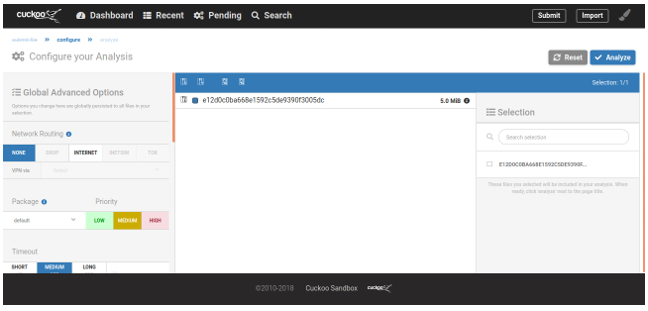 cuckoo Dashboard Recent Pending Search Submit Import
submit file configure analyze
Configure your Analysis Reset Analyze
Selection: 1/1
Global Advanced Options
Options you change here are globally persisted to all files in your
selection.
Network Routing
NONE DROP INTERNET INETSIM TOR
VPN via
Package Priority
default LOW MEDIUM HIGH
Timeout
SHORT MEDIUM LONG
e12d0c0ba668e1592c5de9390f3005dc 5.0 MiB
Selection
Search selection
E12D0C0BA668E1592C5DE9390F...
These files you selected will be included in your analysis. When
ready, click 'analyze' next to the page title.
©2010-2018 Cuckoo Sandbox cuckoo